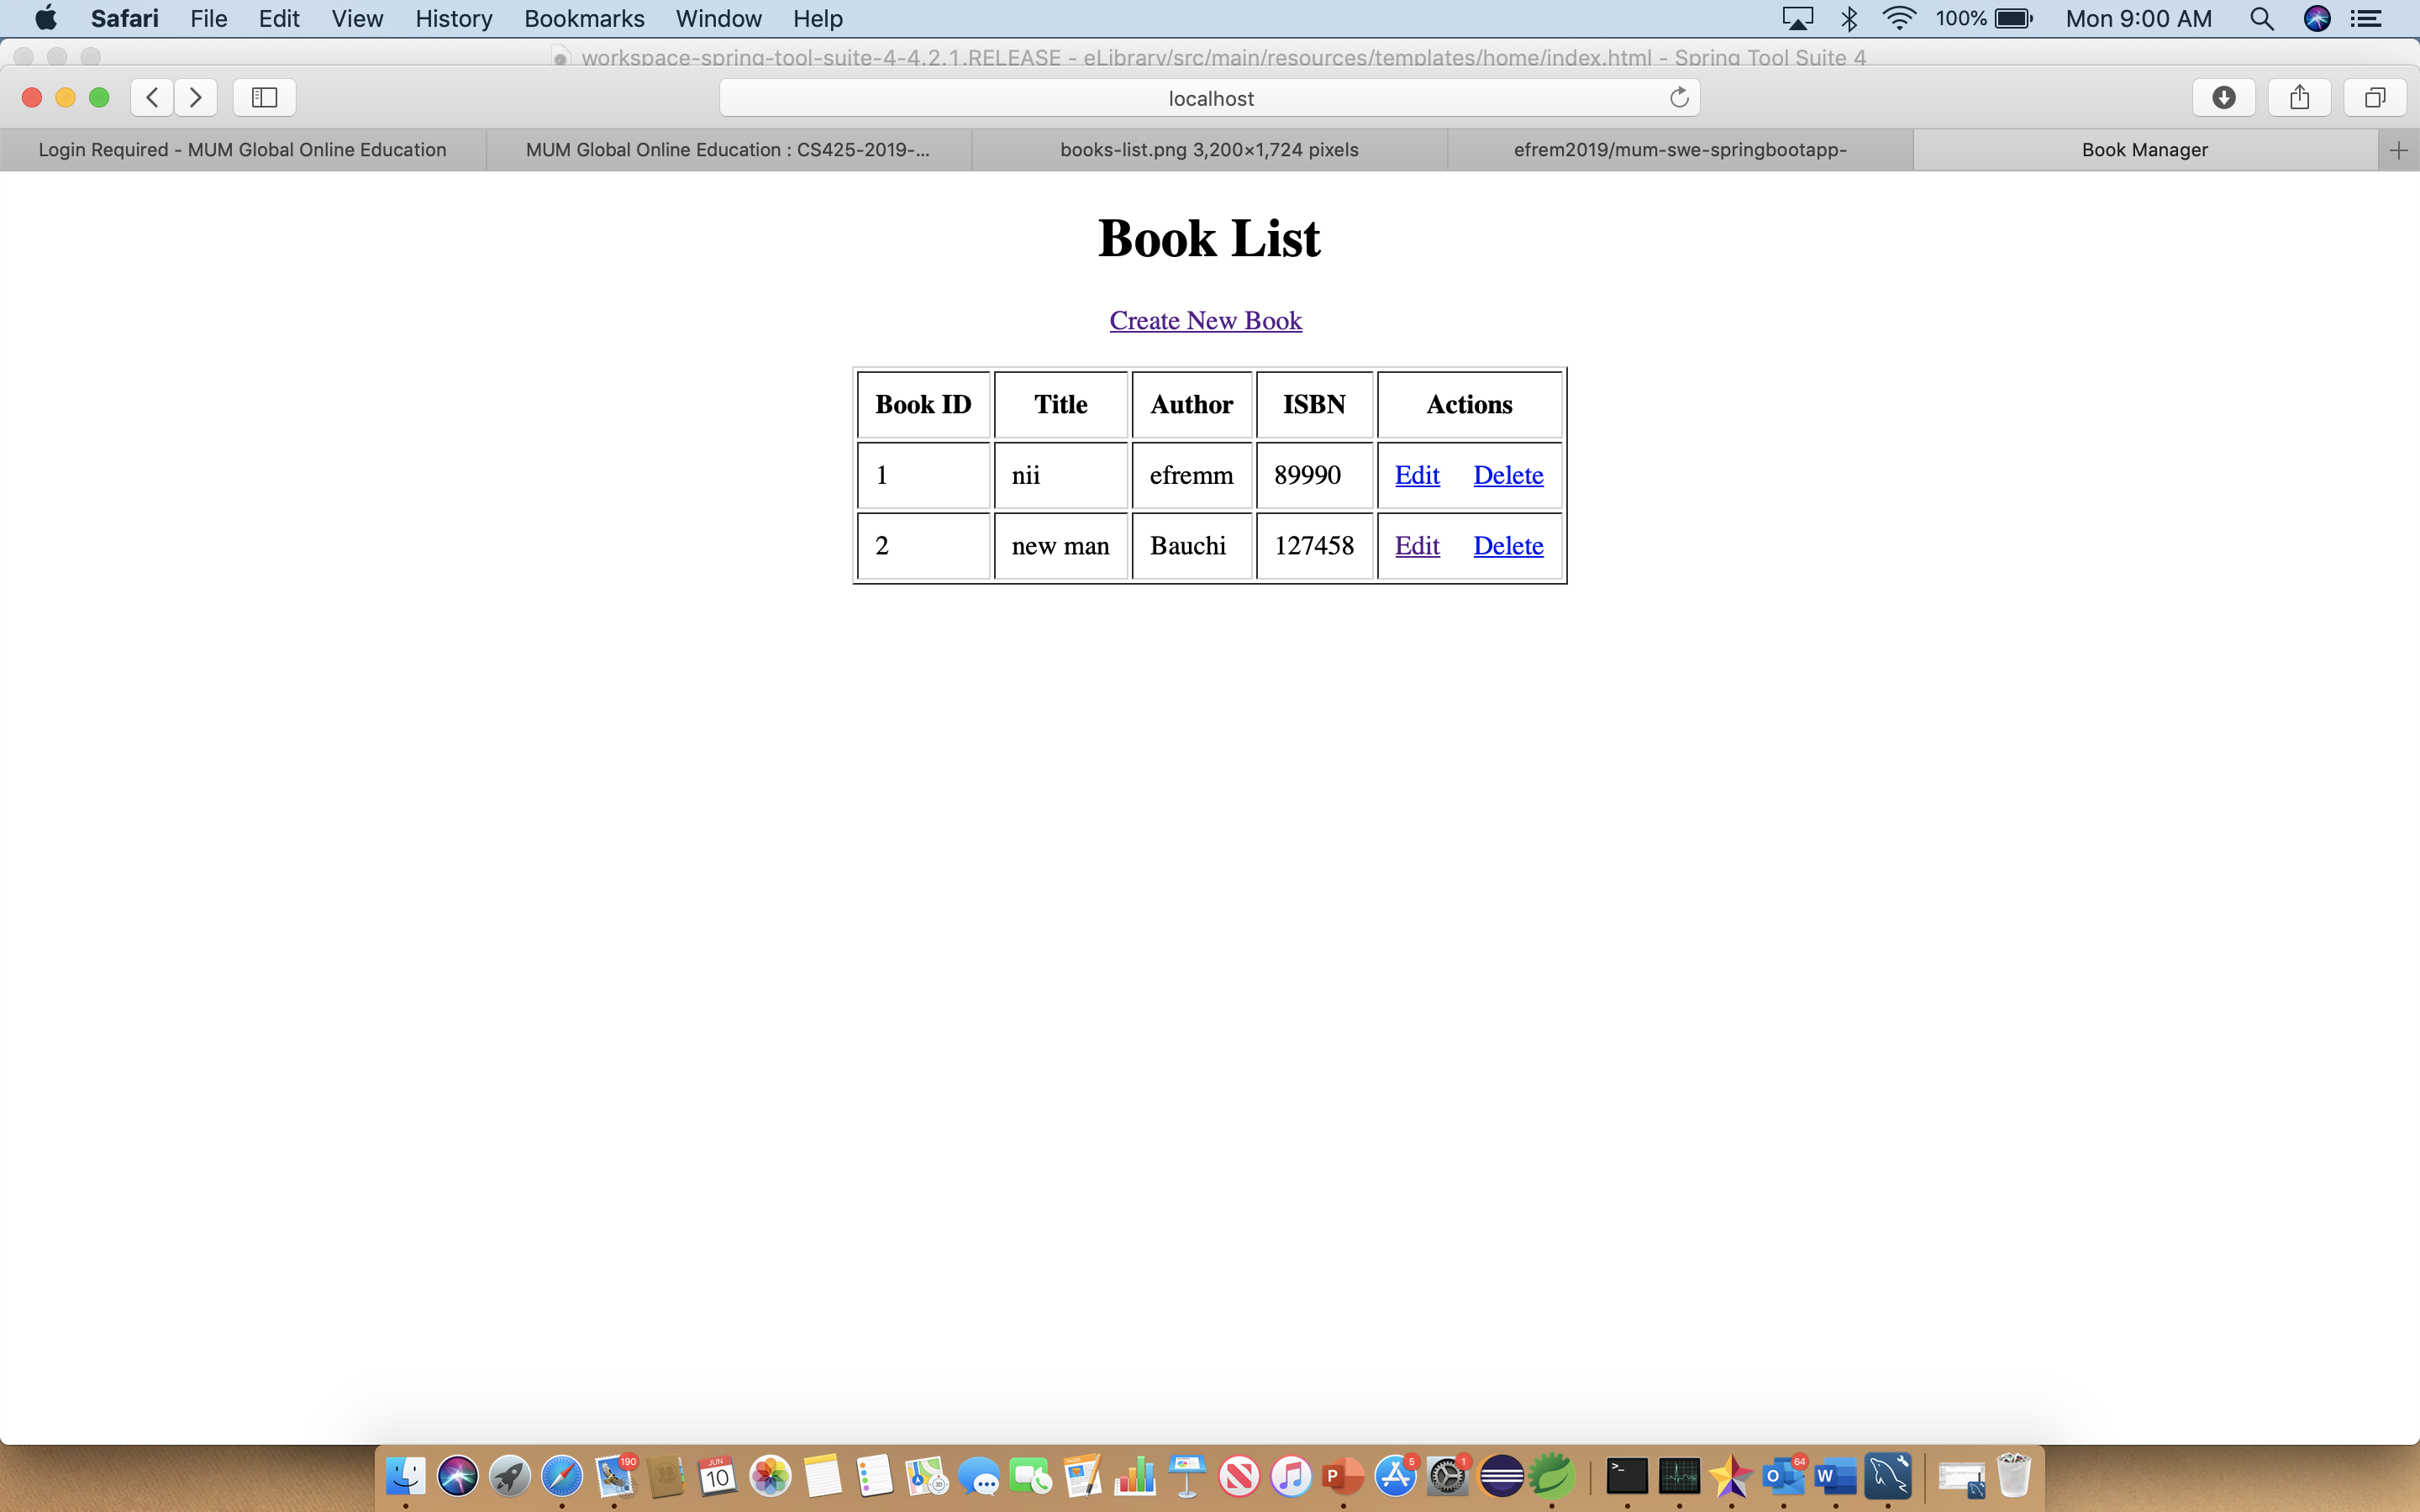 Safari File Edit View History Bookmarks Window Help 100% Mon 9:00 AM
workspace-spring-tool-suite-4-4.2.1.RELEASE - eLibrary/src/main/resources/templates/home/index.html - Spring Tool Suite 4
localhost
Login Required - MUM Global Online Education MUM Global Online Education : CS425-2019-... books-list.png 3,200×1,724 pixels efrem2019/mum-swe-springbootapp- Book Manager
Book List
Create New Book
Book ID Title Author ISBN Actions
1 nii efremm 89990 Edit Delete
2 new man Bauchi 127458 Edit Delete
190 JUN 10 P 5 1 >_ O 64 W